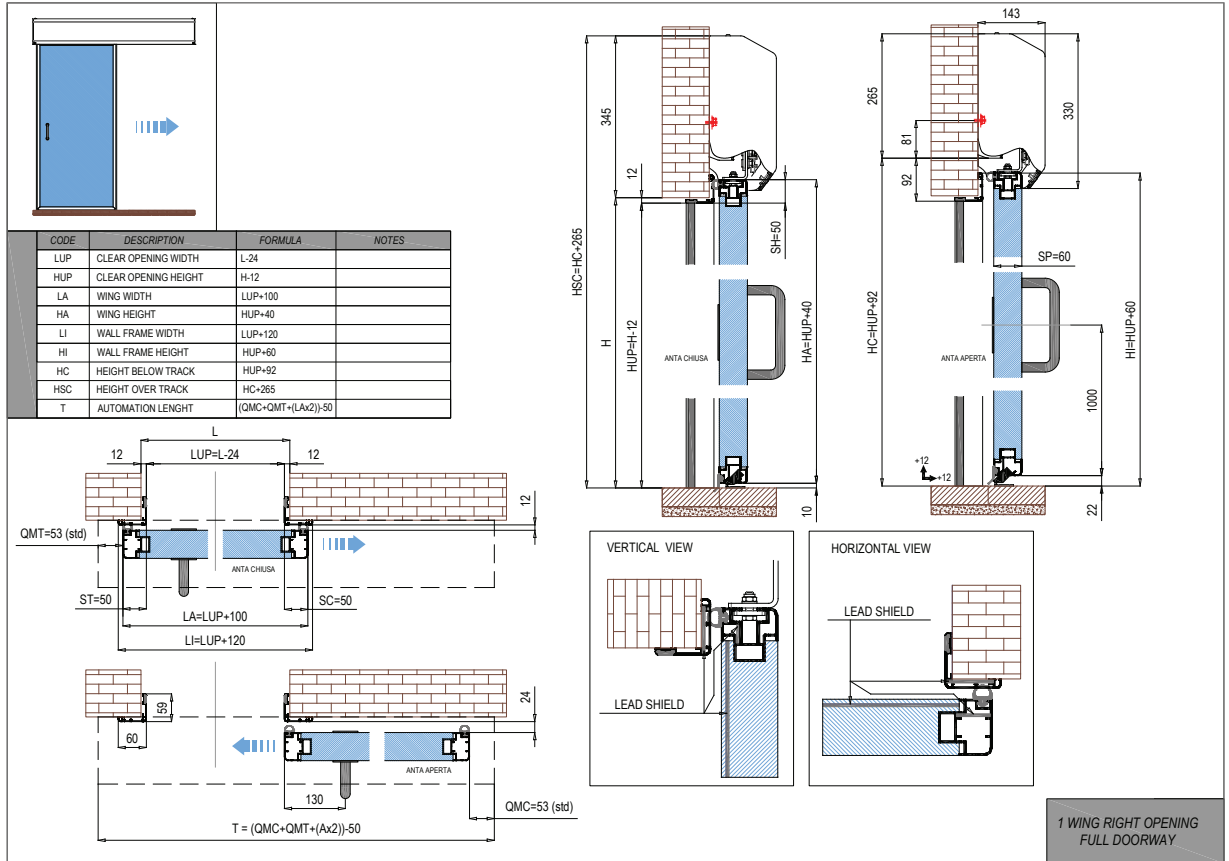 CODE DESCRIPTION FORMULA NOTES
LUP CLEAR OPENING WIDTH L-24
HUP CLEAR OPENING HEIGHT H-12
LA WING WIDTH LUP+100
HA WING HEIGHT HUP+40
LI WALL FRAME WIDTH LUP+120
HI WALL FRAME HEIGHT HUP+60
HC HEIGHT BELOW TRACK HUP+92
HSC HEIGHT OVER TRACK HC+265
T AUTOMATION LENGHT (QMC+QMT+(LAx2))-50
L
12 LUP=L-24 12
12
QMT=53 (std)
ANTA CHIUSA
ST=50 SC=50
LA=LUP+100
LI=LUP+120
59
60
24
ANTA APERTA
130
QMC=53 (std)
T = (QMC+QMT+(Ax2))-50
345
12
HSC=HC+265
H
HUP=H-12
SH=50
HA=HUP+40
ANTA CHIUSA
10
143
265
81
92
330
SP=60
HC=HUP+92
HI=HUP+60
ANTA APERTA
1000
+12
+12
22
VERTICAL VIEW
LEAD SHIELD
HORIZONTAL VIEW
LEAD SHIELD
1 WING RIGHT OPENING
FULL DOORWAY